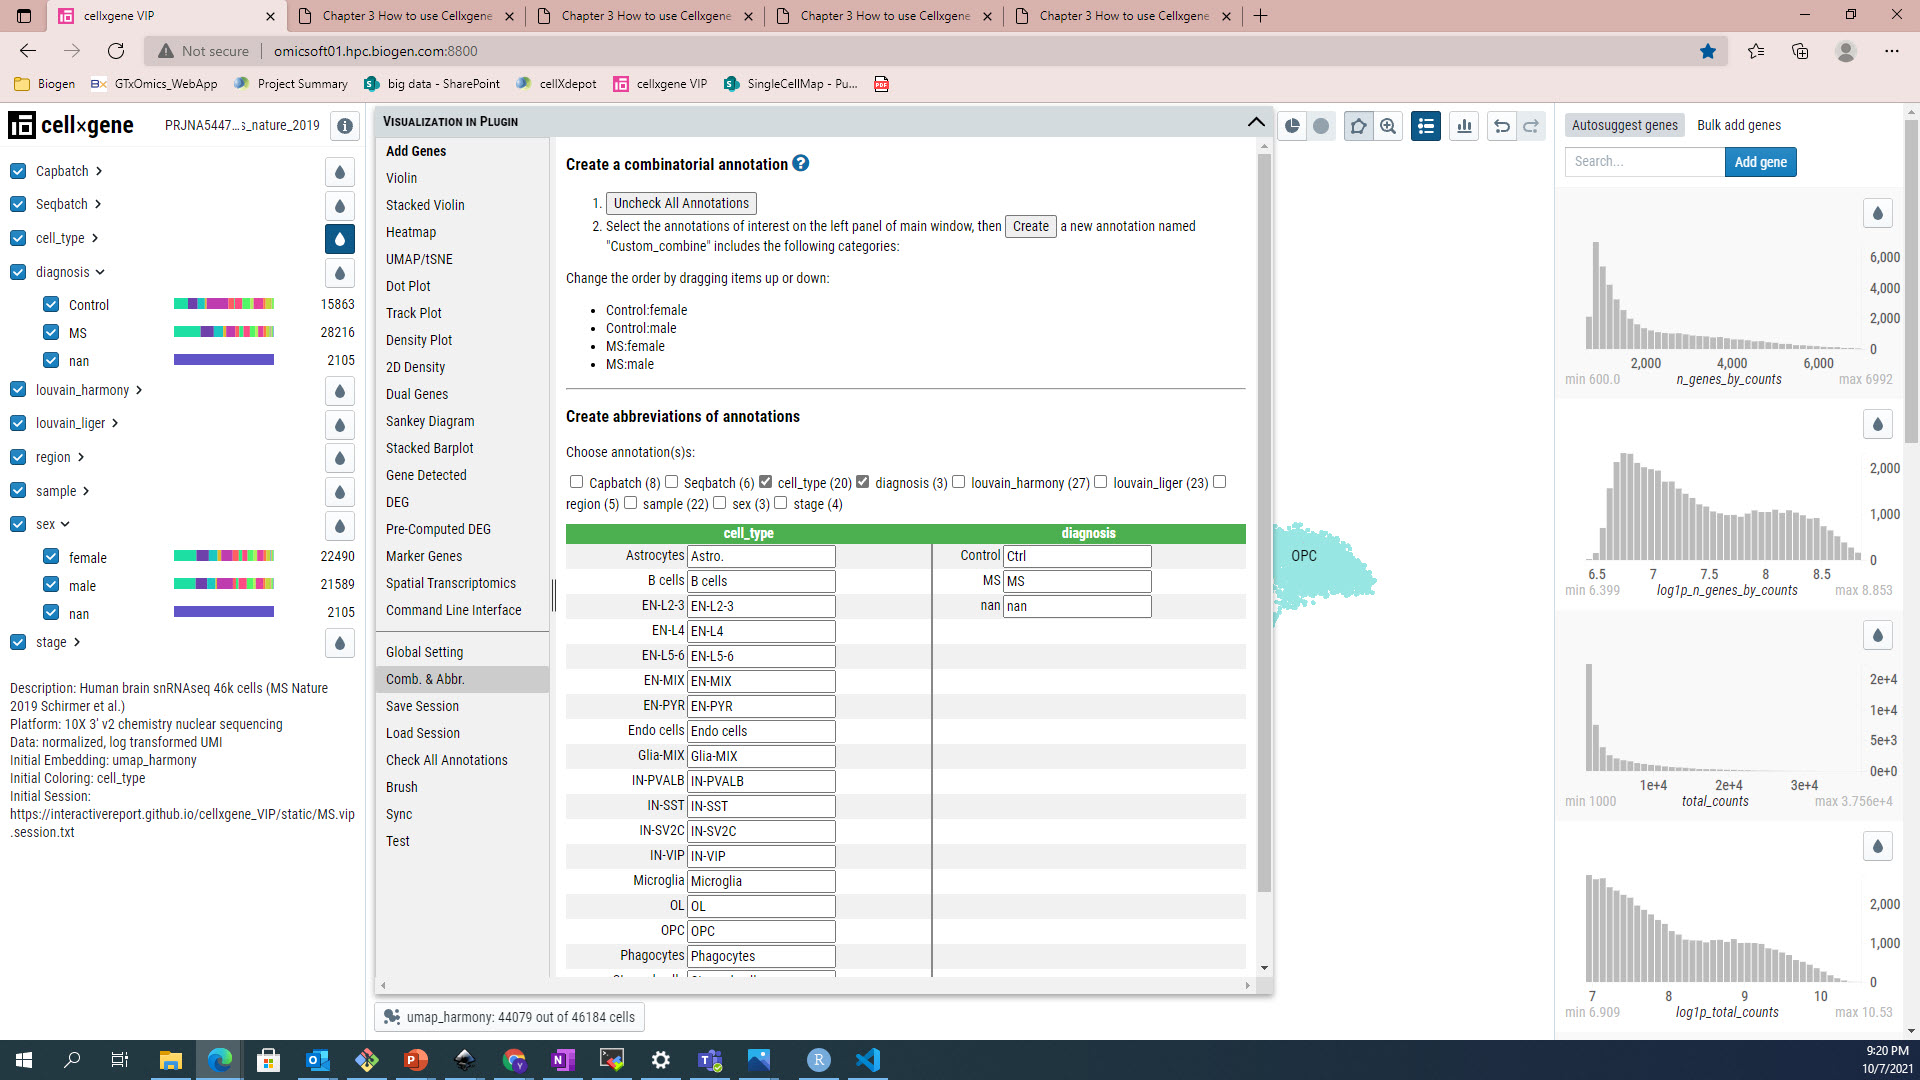 cellxgene VIP
Chapter 3 How to use Cellxgene
Chapter 3 How to use Cellxgene
Chapter 3 How to use Cellxgene
Chapter 3 How to use Cellxgene
Not secure
omicsoft01.hpc.biogen.com:8800
Biogen
GTxOmics_WebApp
Project Summary
big data - SharePoint
cellXdepot
cellxgene VIP
SingleCellMap - Pu...
cell×gene
PRJNA5447...s_nature_2019
Capbatch
Seqbatch
cell_type
diagnosis
Control 15863
MS 28216
nan 2105
louvain_harmony
louvain_liger
region
sample
sex
female 22490
male 21589
nan 2105
stage
Description: Human brain snRNAseq 46k cells (MS Nature
2019 Schirmer et al.)
Platform: 10X 3' v2 chemistry nuclear sequencing
Data: normalized, log transformed UMI
Initial Embedding: umap_harmony
Initial Coloring: cell_type
Initial Session:
https://interactivereport.github.io/cellxgene_VIP/static/MS.vip
.session.txt
Visualization in Plugin
Add Genes
Violin
Stacked Violin
Heatmap
UMAP/tSNE
Dot Plot
Track Plot
Density Plot
2D Density
Dual Genes
Sankey Diagram
Stacked Barplot
Gene Detected
DEG
Pre-Computed DEG
Marker Genes
Spatial Transcriptomics
Command Line Interface
Global Setting
Comb. & Abbr.
Save Session
Load Session
Check All Annotations
Brush
Sync
Test
Create a combinatorial annotation ?
1. Uncheck All Annotations
2. Select the annotations of interest on the left panel of main window, then Create a new annotation named
"Custom_combine" includes the following categories:
Change the order by dragging items up or down:
• Control:female
• Control:male
• MS:female
• MS:male
Create abbreviations of annotations
Choose annotation(s)s:
Capbatch (8) Seqbatch (6) cell_type (20) diagnosis (3) louvain_harmony (27) louvain_liger (23)
region (5) sample (22) sex (3) stage (4)
cell_type diagnosis
Astrocytes Astro. Control Ctrl
B cells B cells MS MS
EN-L2-3 EN-L2-3 nan nan
EN-L4 EN-L4
EN-L5-6 EN-L5-6
EN-MIX EN-MIX
EN-PYR EN-PYR
Endo cells Endo cells
Glia-MIX Glia-MIX
IN-PVALB IN-PVALB
IN-SST IN-SST
IN-SV2C IN-SV2C
IN-VIP IN-VIP
Microglia Microglia
OL OL
OPC OPC
Phagocytes Phagocytes
umap_harmony: 44079 out of 46184 cells
OPC
Autosuggest genes Bulk add genes
Search... Add gene
6,000
4,000
2,000
0
2,000 4,000 6,000
min 600.0 n_genes_by_counts max 6992
2,000
1,000
0
6.5 7 7.5 8 8.5
min 6.399 log1p_n_genes_by_counts max 8.853
2e+4
1e+4
5e+3
0e+0
1e+4 2e+4 3e+4
min 1000 total_counts max 3.756e+4
2,000
1,000
0
7 8 9 10
min 6.909 log1p_total_counts max 10.53
9:20 PM
10/7/2021